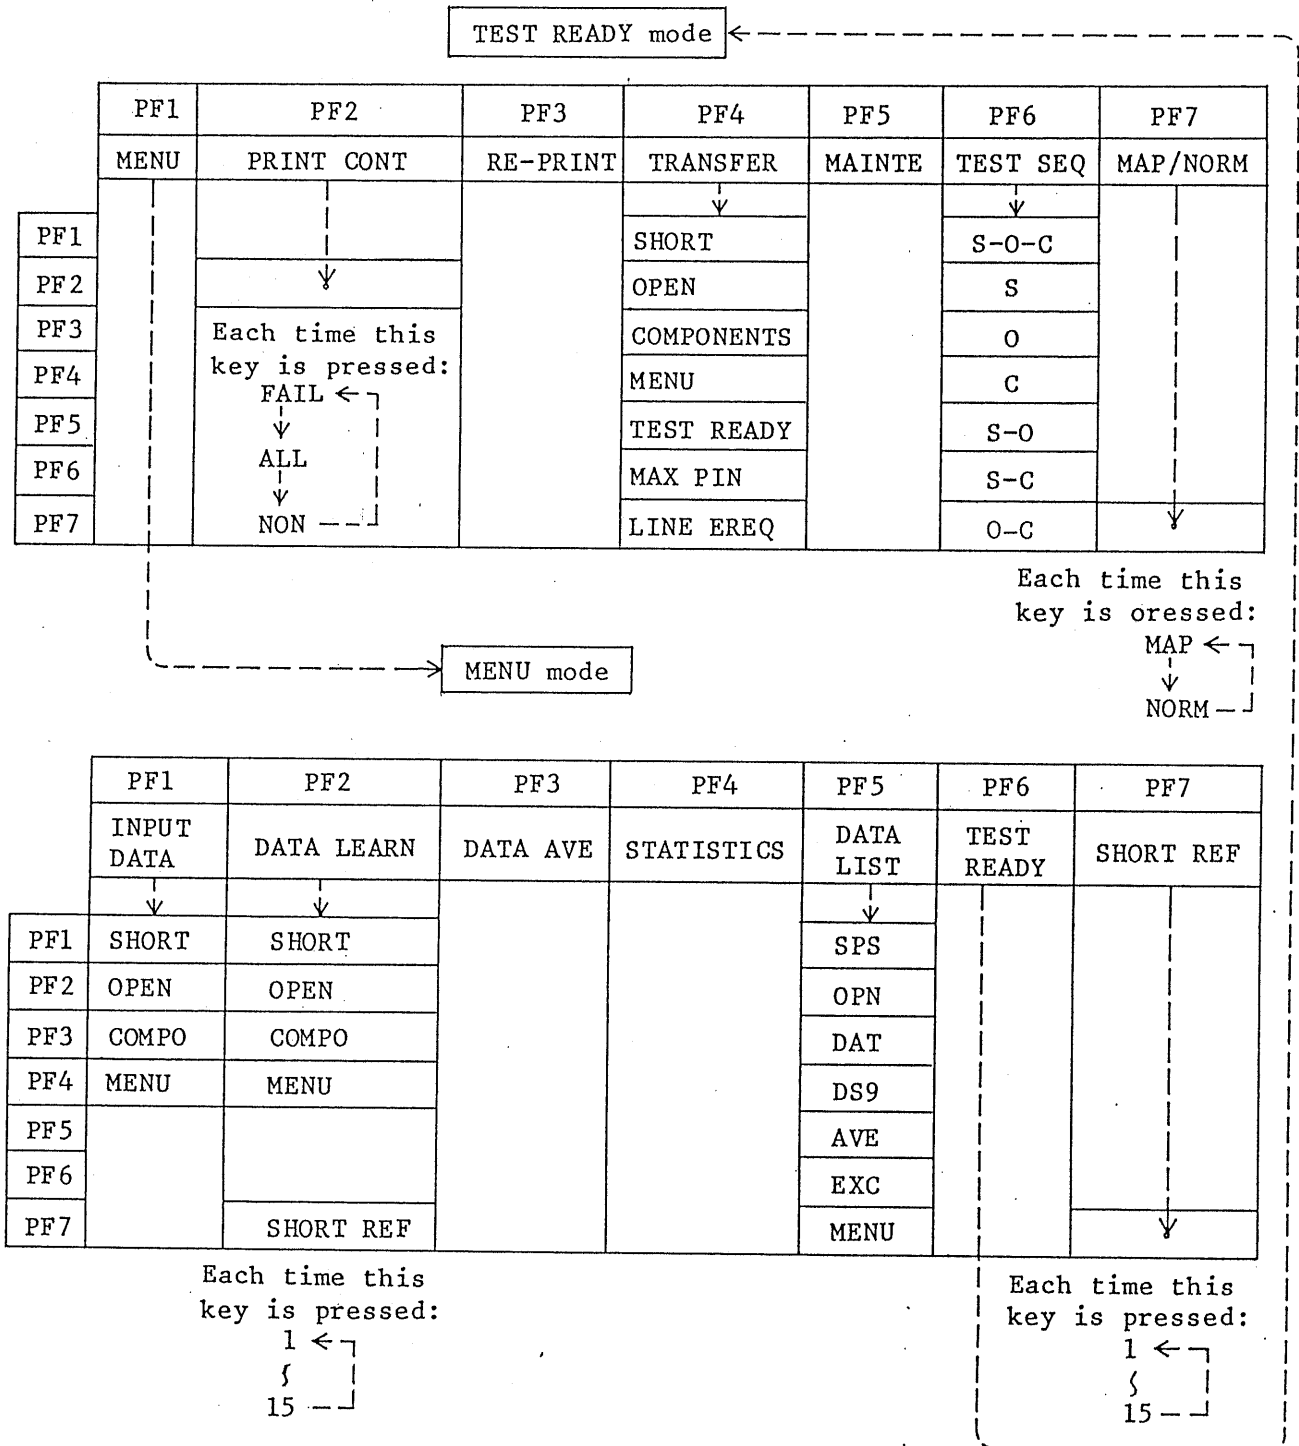 TEST READY mode
PF1 PF2 PF3 PF4 PF5 PF6 PF7
MENU PRINT CONT RE-PRINT TRANSFER MAINTE TEST SEQ MAP/NORM
PF1 SHORT S-O-C
PF2 OPEN S
PF3 Each time this COMPONENTS O
key is pressed:
PF4 FAIL MENU C
PF5 TEST READY S-O
PF6 ALL MAX PIN S-C
PF7 NON LINE EREQ O-C
Each time this
key is oressed:
MAP
NORM
MENU mode
PF1 PF2 PF3 PF4 PF5 PF6 PF7
INPUT DATA TEST
DATA DATA LEARN DATA AVE STATISTICS LIST READY SHORT REF
PF1 SHORT SHORT SPS
PF2 OPEN OPEN OPN
PF3 COMPO COMPO DAT
PF4 MENU MENU DS9
PF5 AVE
PF6 EXC
PF7 SHORT REF MENU
Each time this
key is pressed:
1
15
Each time this
key is pressed:
1
15